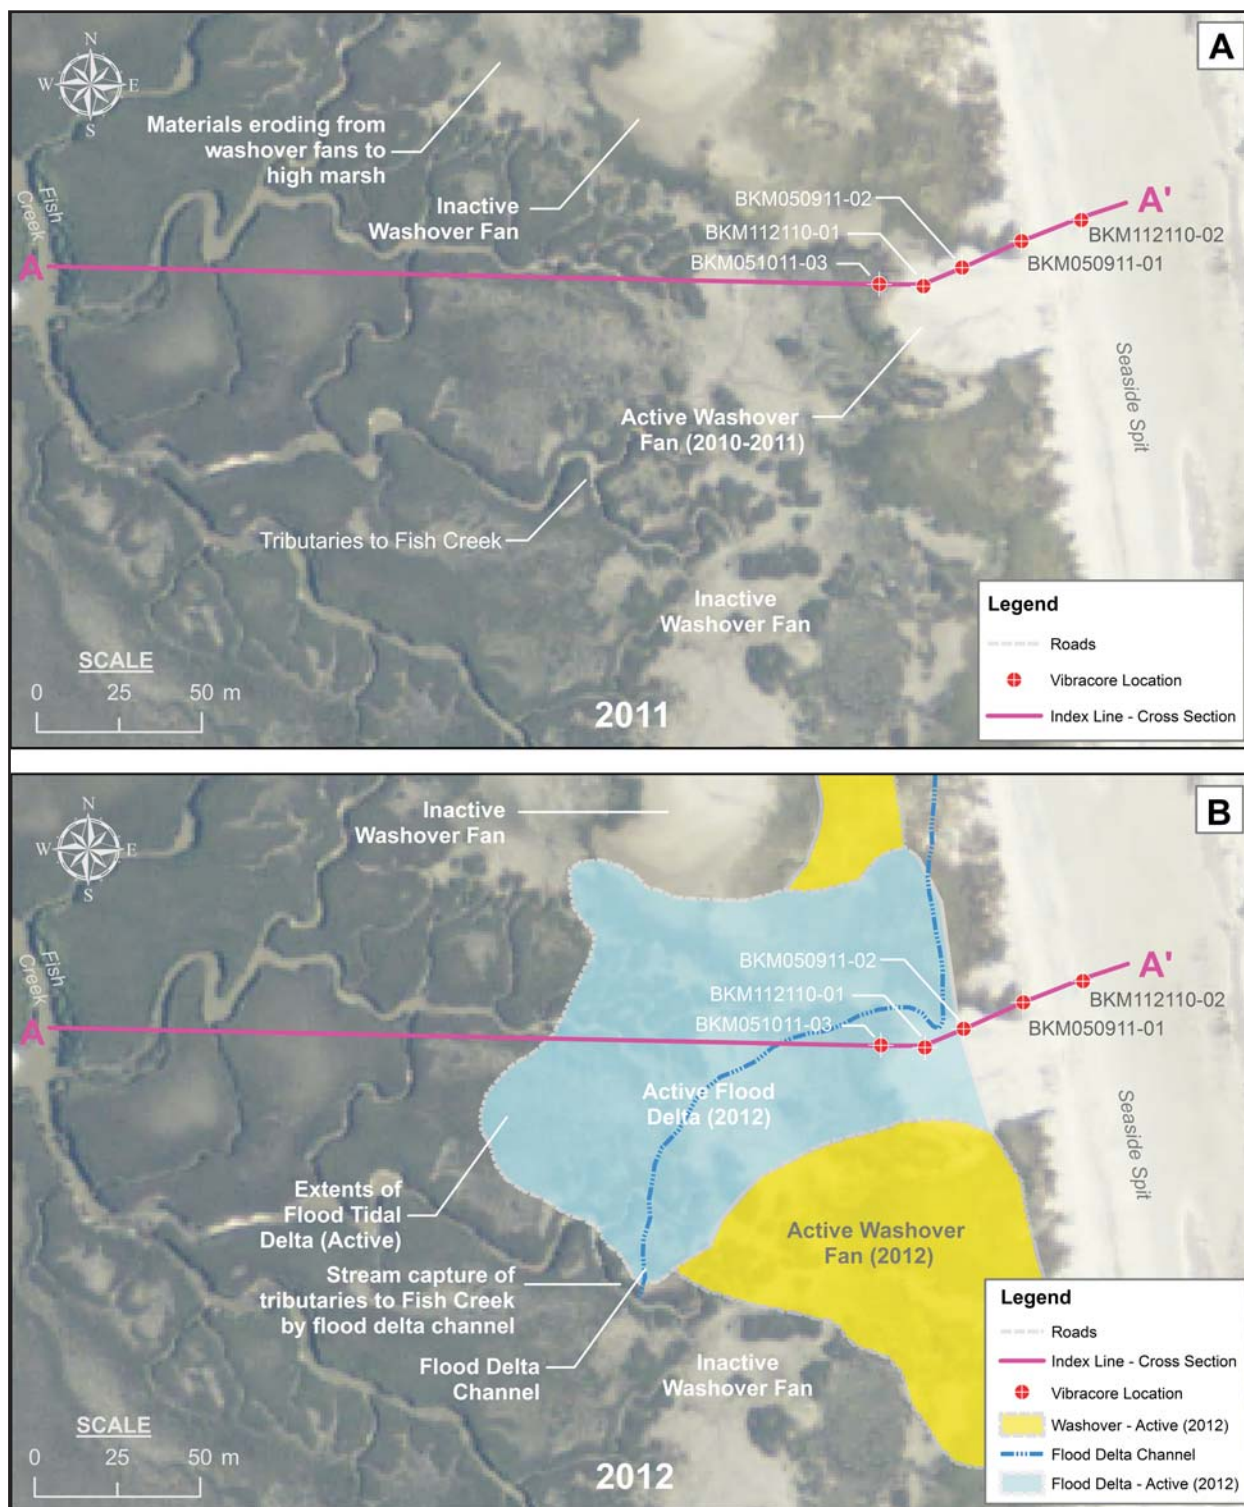 A
N
W E
S
Materials eroding from
washover fans to
high marsh
Inactive
Washover Fan
BKM050911-02
BKM112110-01
BKM051011-03
A'
BKM112110-02
BKM050911-01
Fish
Creek
A
Active Washover
Fan (2010-2011)
Seaside Spit
Tributaries to Fish Creek
Inactive
Washover Fan
SCALE
0 25 50 m
2011
Legend
Roads
Vibracore Location
Index Line - Cross Section
B
N
W E
S
Inactive
Washover Fan
BKM050911-02
BKM112110-01
BKM051011-03
A'
BKM112110-02
BKM050911-01
Fish
Creek
A
Active Flood
Delta (2012)
Seaside Spit
Extents of
Flood Tidal
Delta (Active)
Active Washover
Fan (2012)
Stream capture of
tributaries to Fish Creek
by flood delta channel
Flood Delta
Channel
Inactive
Washover Fan
SCALE
0 25 50 m
2012
Legend
Roads
Index Line - Cross Section
Vibracore Location
Washover - Active (2012)
Flood Delta Channel
Flood Delta - Active (2012)